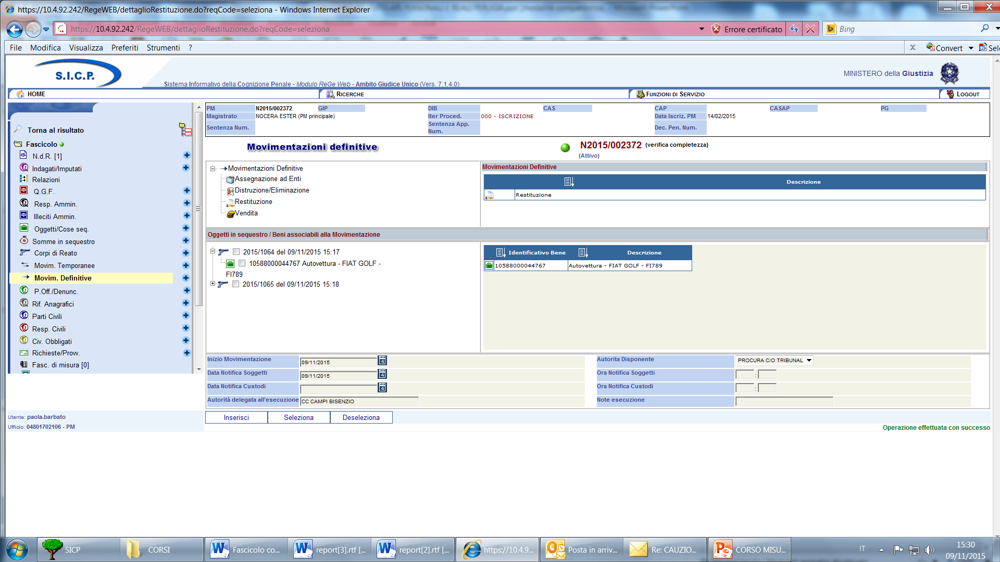 https://10.4.92.242/RegeWEB/dettaglioRestituzione.do?reqCode=seleziona - Windows Internet Explorer
https://10.4.92.242/RegeWEB/dettaglioRestituzione.do?reqCode=seleziona
Errore certificato
Bing
File Modifica Visualizza Preferiti Strumenti ?
x Convert Sele
S.I.C.P.
Sistema Informativo della Cognizione Penale - Modulo ReGe Web - Ambito Giudice Unico (Vers. 7.1.4.0)
MINISTERO della Giustizia
HOME RICERCHE FUNZIONI DI SERVIZIO LOGOUT
PM N2015/002372 GIP DIB CAS CAP CASAP PG
Magistrato NOCERA ESTER (PM principale) Iter Proced. 000 - ISCRIZIONE Data Iscriz. PM 14/02/2015
Sentenza Num. Sentenza App. Num. Dec. Pen. Num.
Torna al risultato
Fascicolo
N.d.R. [1]
Indagati/Imputati
Relazioni
Q.G.F.
Resp. Ammin.
Illeciti Ammin.
Oggetti/Cose seq.
Somme in sequestro
Corpi di Reato
Movim. Temporanee
Movim. Definitive
P.Off./Denunc.
Rif. Anagrafici
Parti Civili
Resp. Civili
Civ. Obbligati
Richieste/Provv.
Fasc. di misura [0]
Utente: paola.barbato
Ufficio: 04801702106 - PM
Movimentazioni definitive
N2015/002372 (verifica completezza)
(Attivo)
Movimentazioni Definitive
Assegnazione ad Enti
Distruzione/Eliminazione
Restituzione
Vendita
Movimentazioni Definitive
Descrizione
Restituzione
Oggetti in sequestro / Beni associabili alla Movimentazione
2015/1064 del 09/11/2015 15:17
10588000044767 Autovettura - FIAT GOLF -
FI789
2015/1065 del 09/11/2015 15:18
Identificativo Bene Descrizione
10588000044767 Autovettura - FIAT GOLF - FI789
Inizio Movimentazione 09/11/2015 Autorita Disponente PROCURA C/O TRIBUNAL
Data Notifica Soggetti 09/11/2015 Ora Notifica Soggetti :
Data Notifica Custodi Ora Notifica Custodi :
Autorità delegata all'esecuzione CC CAMPI BISENZIO Note esecuzione
Inserisci Seleziona Deseleziona
Operazione effettuata con successo
SICP CORSI Fascicolo co... report[3].rtf [... report[2].rtf [... https://10.4.9... Posta in arriv... Re: CAUZIO... CORSO MISU...
IT
15:30
09/11/2015